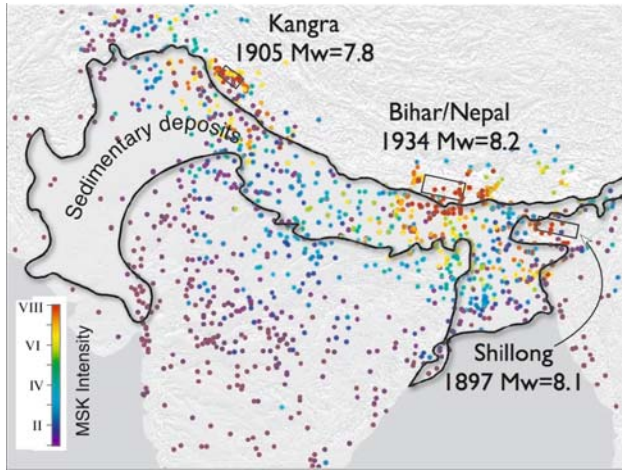 Kangra
1905 Mw=7.8
Bihar/Nepal
1934 Mw=8.2
Sedimentary deposits
VIII
VI
IV
II
MSK Intensity
Shillong
1897 Mw=8.1